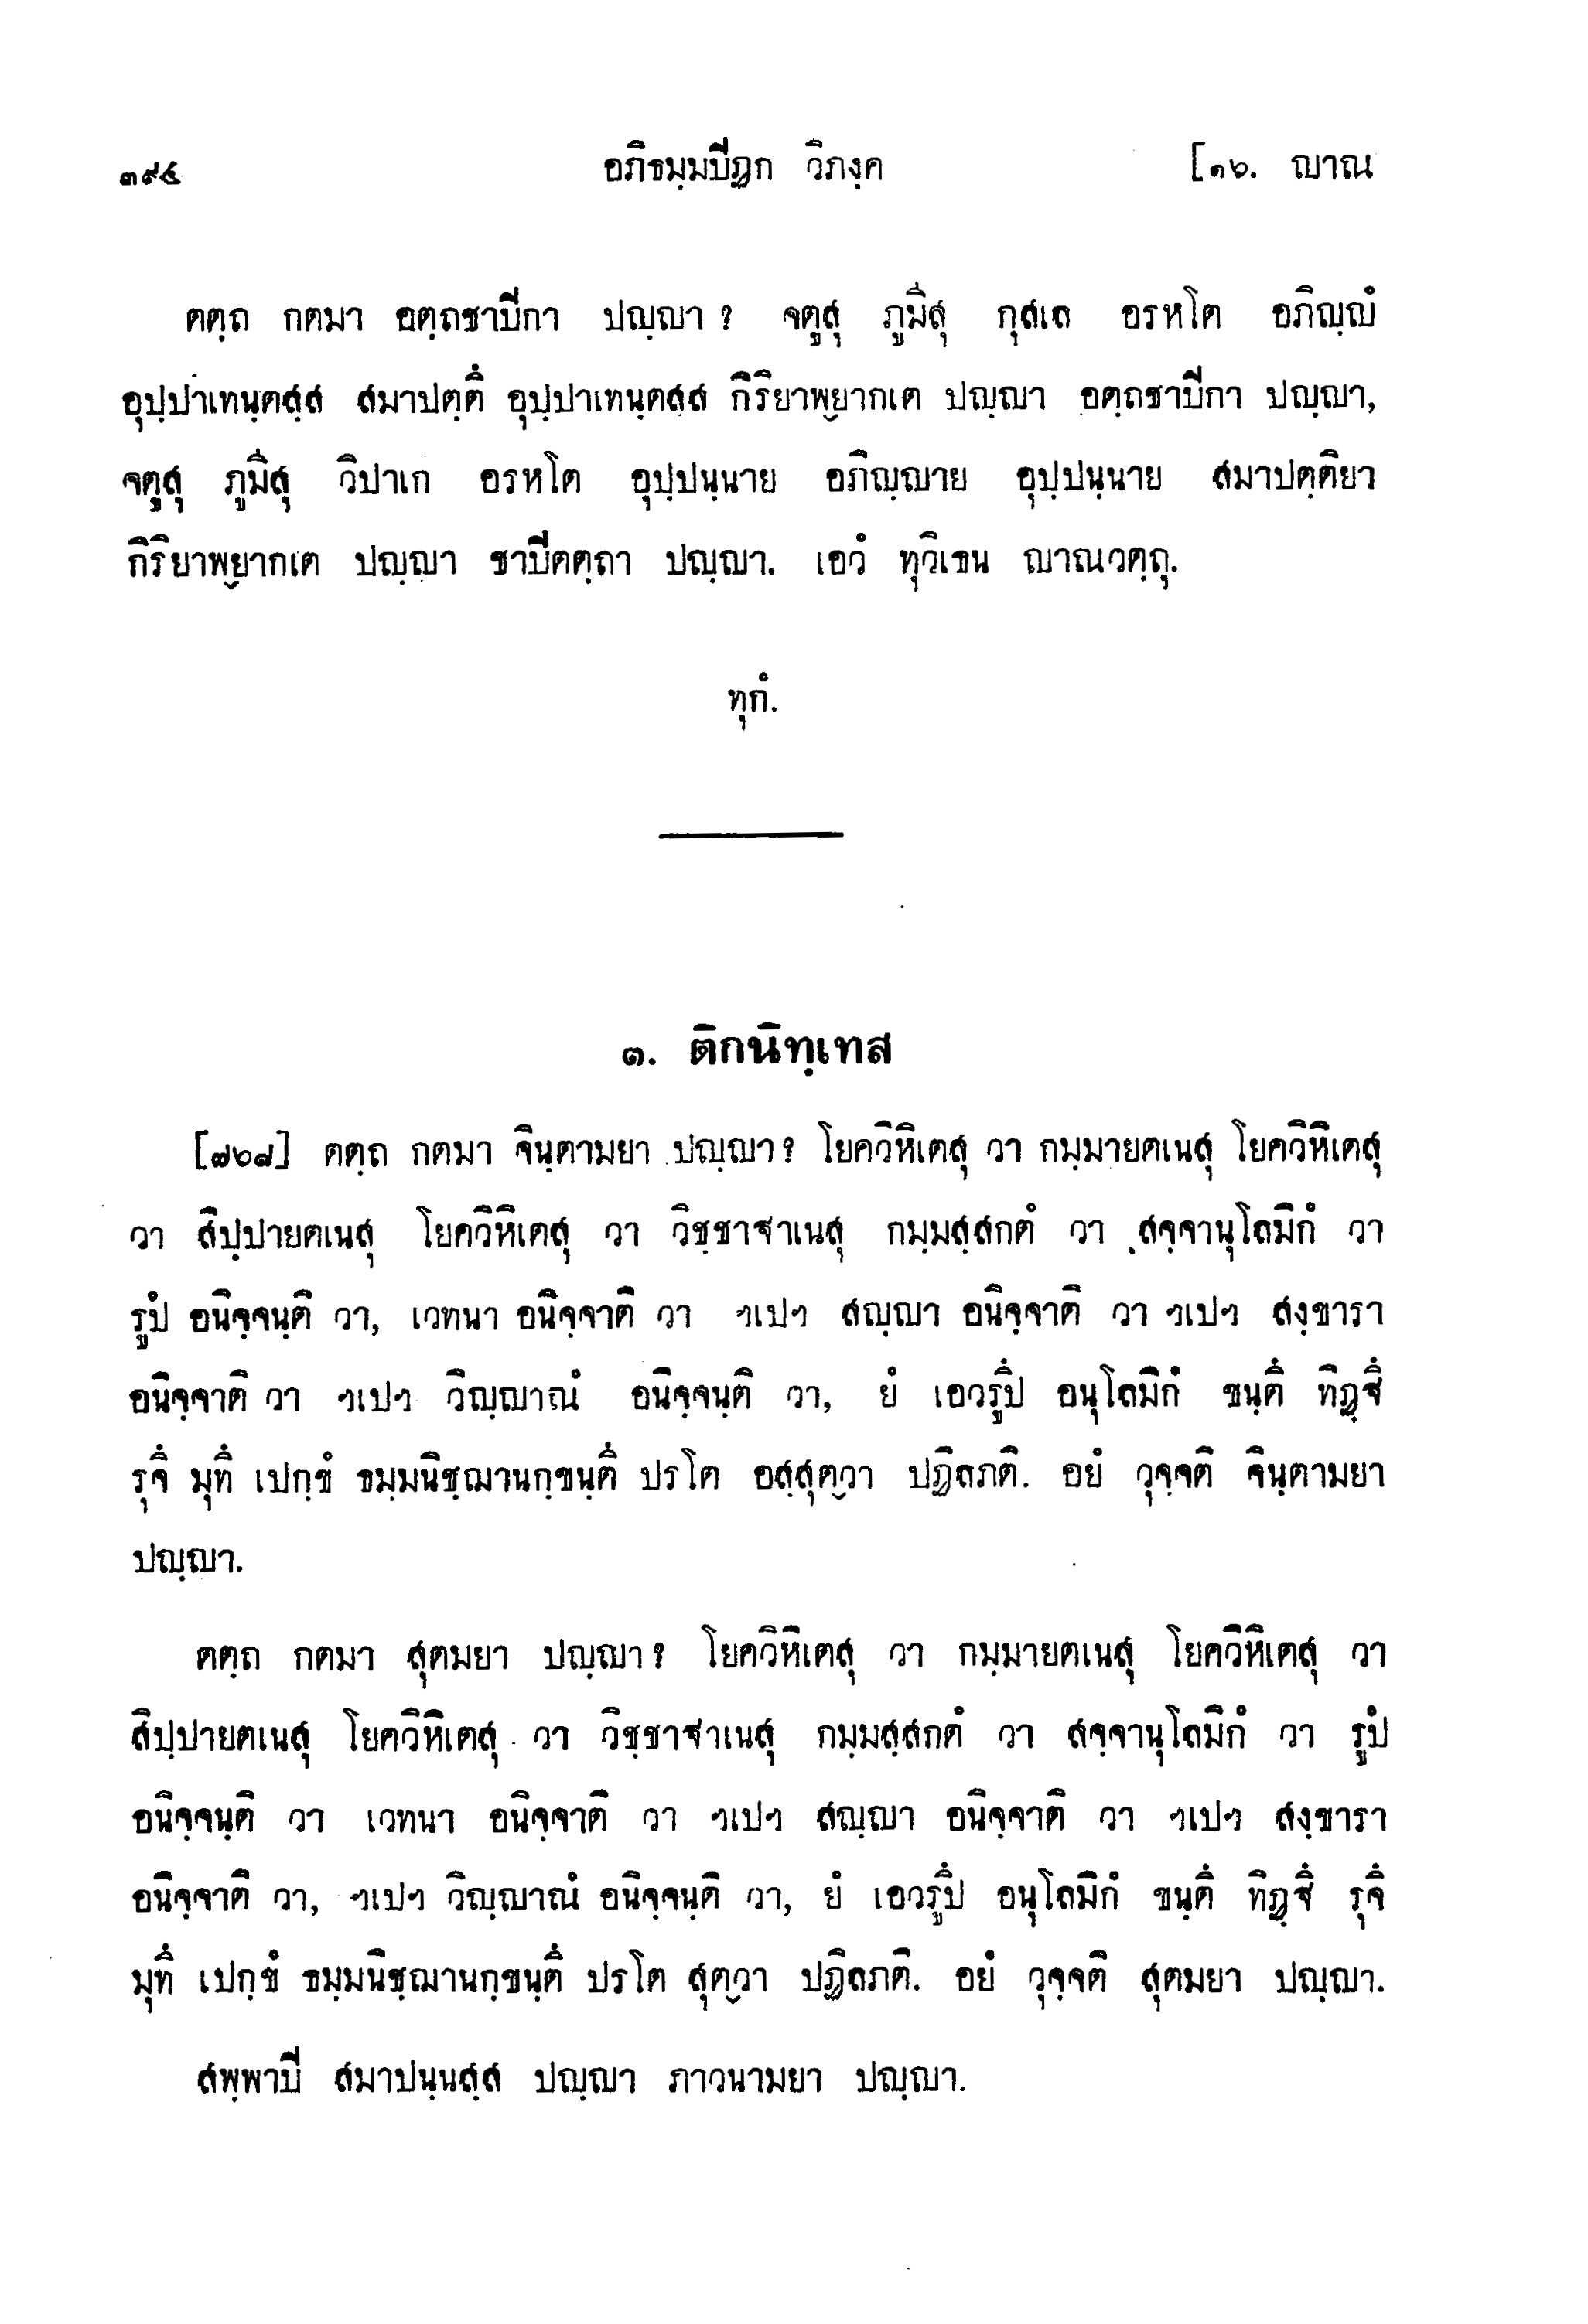 ๓๙๔ อภิธมฺมปิฏก วิภงฺค [๑๖. ญาณ
ตตฺถ กตมา อตฺถชาปิกา ปญฺญา ? จตูสุ ภูมีสุ กุสเล อรหโต อภิญฺญํ
อุปฺปาเทนฺตสฺส สมาปตฺตึ อุปฺปาเทนฺตสฺส กิริยาพฺยากเต ปญฺญา อตฺถชาปิกา ปญฺญา,
จตูสุ ภูมีสุ วิปาเก อรหโต อุปฺปนฺนาย อภิญฺญาย อุปฺปนฺนาย สมาปตฺติยา
กิริยาพฺยากเต ปญฺญา ชาปิตตฺถา ปญฺญา. เอวํ ทุวิเธน ญาณวตฺถุ.
ทุกํ.
๓. ติกนิทฺเทส
[๗๖๘] ตตฺถ กตมา จินฺตามยา ปญฺญา ? โยควิหิเตสุ วา กมฺมายตเนสุ โยควิหิเตสุ
วา สิปฺปายตเนสุ โยควิหิเตสุ วา วิชฺชาฐาเนสุ กมฺมสฺสกตํ วา สจฺจานุโลมิกํ วา
รูปํ อนิจฺจนฺติ วา, เวทนา อนิจฺจาติ วา ฯเปฯ สญฺญา อนิจฺจาติ วา ฯเปฯ สงฺขารา
อนิจฺจาติ วา ฯเปฯ วิญฺญาณํ อนิจฺจนฺติ วา, ยํ เอวรูปึ อนุโลมิกํ ขนฺตึ ทิฏฺฐึ
รุจึ มุทึ เปกฺขํ ธมฺมนิชฺฌานกฺขนฺตึ ปรโต อสฺสุตฺวา ปฏิลภติ. อยํ วุจฺจติ จินฺตามยา
ปญฺญา.
ตตฺถ กตมา สุตมยา ปญฺญา ? โยควิหิเตสุ วา กมฺมายตเนสุ โยควิหิเตสุ วา
สิปฺปายตเนสุ โยควิหิเตสุ วา วิชฺชาฐาเนสุ กมฺมสฺสกตํ วา สจฺจานุโลมิกํ วา รูปํ
อนิจฺจนฺติ วา เวทนา อนิจฺจาติ วา ฯเปฯ สญฺญา อนิจฺจาติ วา ฯเปฯ สงฺขารา
อนิจฺจาติ วา, ฯเปฯ วิญฺญาณํ อนิจฺจนฺติ วา, ยํ เอวรูปึ อนุโลมิกํ ขนฺตึ ทิฏฺฐึ รุจึ
มุทึ เปกฺขํ ธมฺมนิชฺฌานกฺขนฺตึ ปรโต สุตฺวา ปฏิลภติ. อยํ วุจฺจติ สุตมยา ปญฺญา.
สพฺพาปิ สมาปนฺนสฺส ปญฺญา ภาวนามยา ปญฺญา.